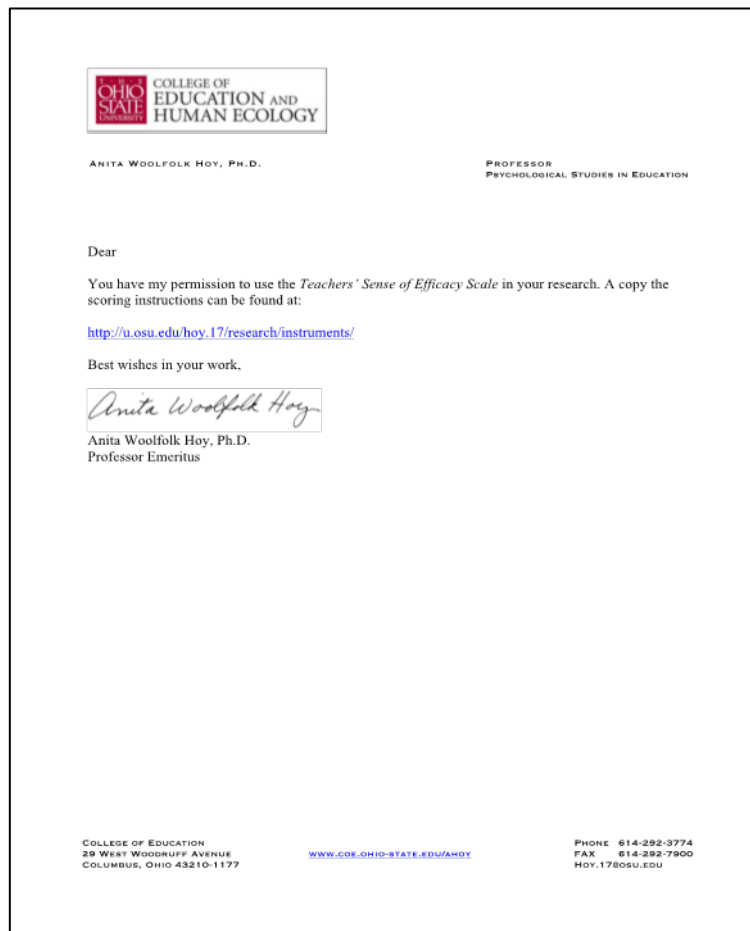 T · H · E
OHIO
STATE
UNIVERSITY
COLLEGE OF
EDUCATION AND
HUMAN ECOLOGY
ANITA WOOLFOLK HOY, PH.D.
PROFESSOR
PSYCHOLOGICAL STUDIES IN EDUCATION
Dear
You have my permission to use the Teachers' Sense of Efficacy Scale in your research. A copy the
scoring instructions can be found at:
http://u.osu.edu/hoy.17/research/instruments/
Best wishes in your work,
Anita Woolfolk Hoy
Anita Woolfolk Hoy, Ph.D.
Professor Emeritus
COLLEGE OF EDUCATION
29 WEST WOODRUFF AVENUE
COLUMBUS, OHIO 43210-1177
WWW.COE.OHIO-STATE.EDU/AHOY
PHONE 614-292-3774
FAX 614-292-7900
HOY.17@OSU.EDU